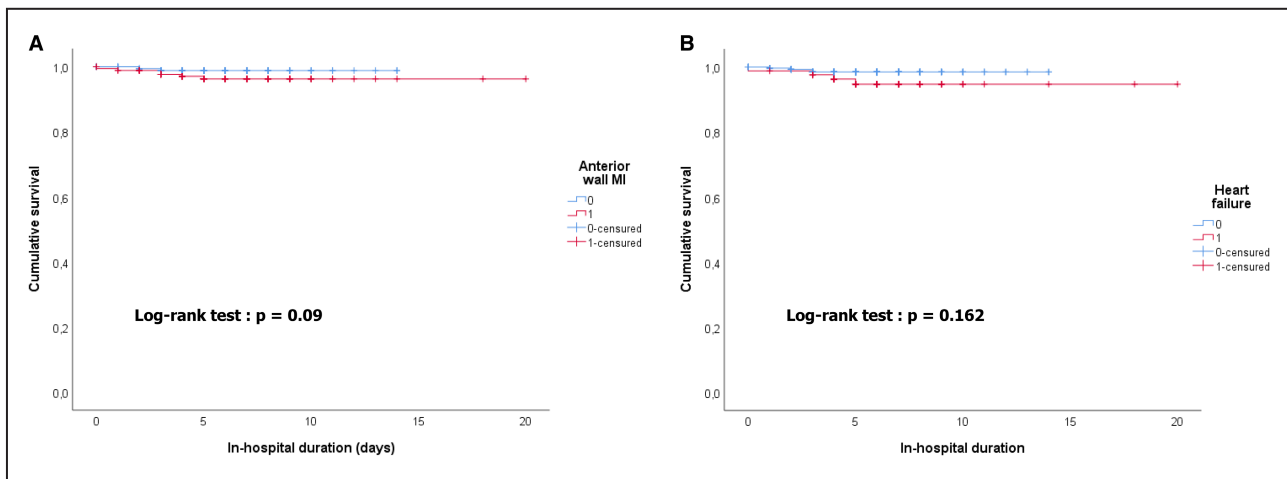 A
Cumulative survival
1,0
0,8
0,6
0,4
0,2
0,0
0 5 10 15 20
In-hospital duration (days)
Log-rank test : p = 0.09
Anterior
wall MI
0
1
0-censured
1-censured
B
Cumulative survival
1,0
0,8
0,6
0,4
0,2
0,0
0 5 10 15 20
In-hospital duration
Log-rank test : p = 0.162
Heart
failure
0
1
0-censured
1-censured